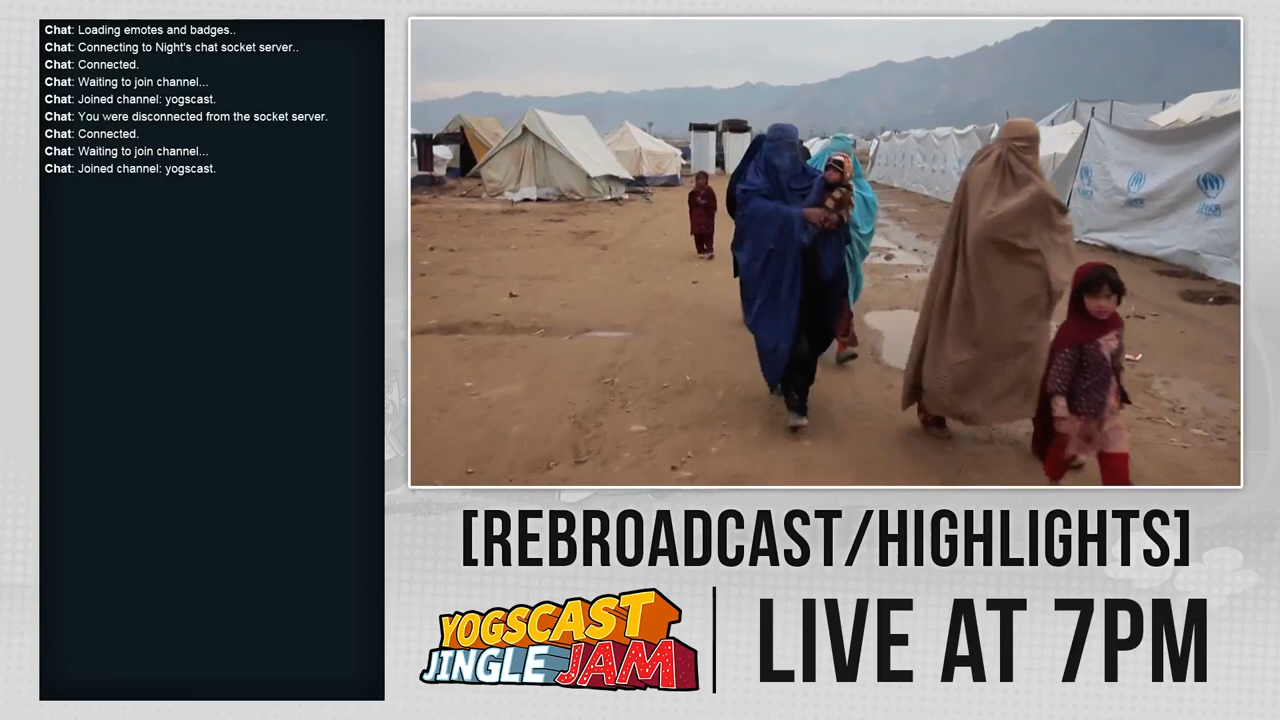 Chat: Loading emotes and badges..
Chat: Connecting to Night's chat socket server..
Chat: Connected.
Chat: Waiting to join channel...
Chat: Joined channel: yogscast.
Chat: You were disconnected from the socket server.
Chat: Connected.
Chat: Waiting to join channel...
Chat: Joined channel: yogscast.
UNHCR
[REBROADCAST/HIGHLIGHTS]
YOGSCAST
JINGLE JAM
LIVE AT 7PM